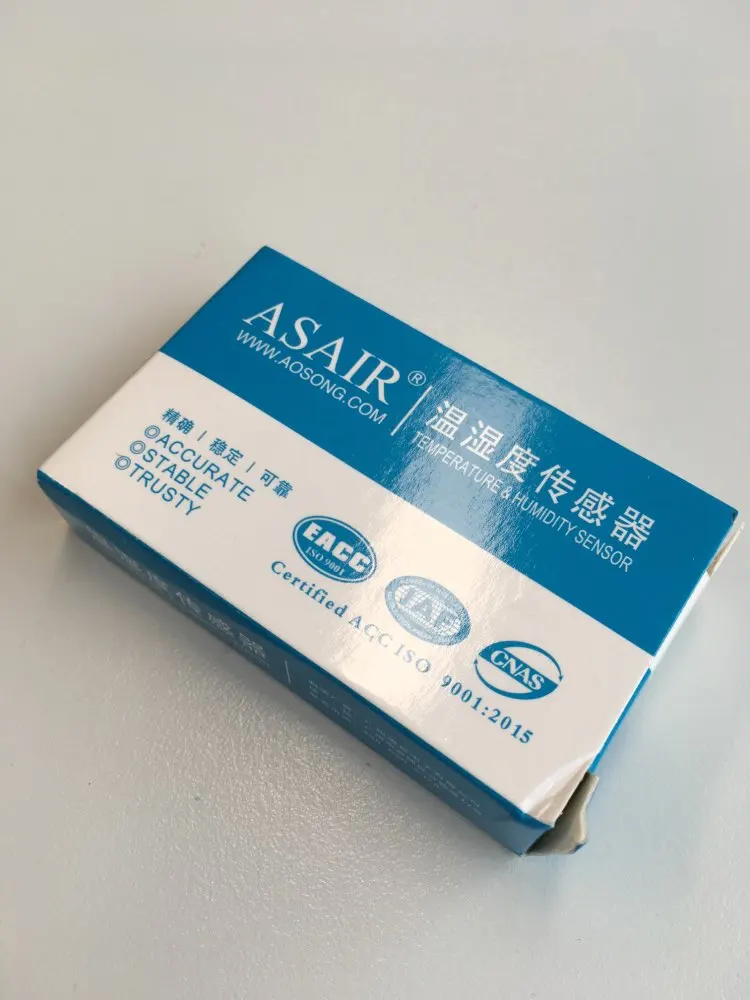 ASAIR®
WWW.AOSONG.COM
温湿度传感器
TEMPERATURE & HUMIDITY SENSOR
精确 | 稳定 | 可靠
ACCURATE
STABLE
TRUSTY
EACC
ISO 9001
IAF
CNAS
Certified ACC ISO 9001:2015